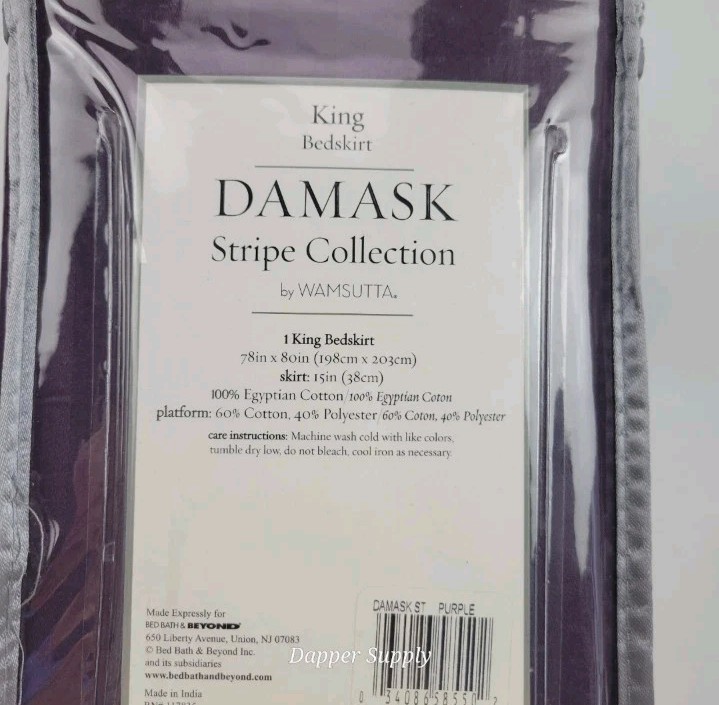 King
Bedskirt
DAMASK
Stripe Collection
by WAMSUTTA®
1 King Bedskirt
78in x 80in (198cm x 203cm)
skirt: 15in (38cm)
100% Egyptian Cotton/100% Egyptian Coton
platform: 60% Cotton, 40% Polyester/60% Coton, 40% Polyester
care instructions: Machine wash cold with like colors,
tumble dry low, do not bleach, cool iron as necessary.
Made Expressly for
BED BATH & BEYOND®
650 Liberty Avenue, Union, NJ 07083
© Bed Bath & Beyond Inc.
and its subsidiaries
www.bedbathandbeyond.com
Made in India
DAMASK ST PURPLE
0 34086 58550 2
Dapper Supply